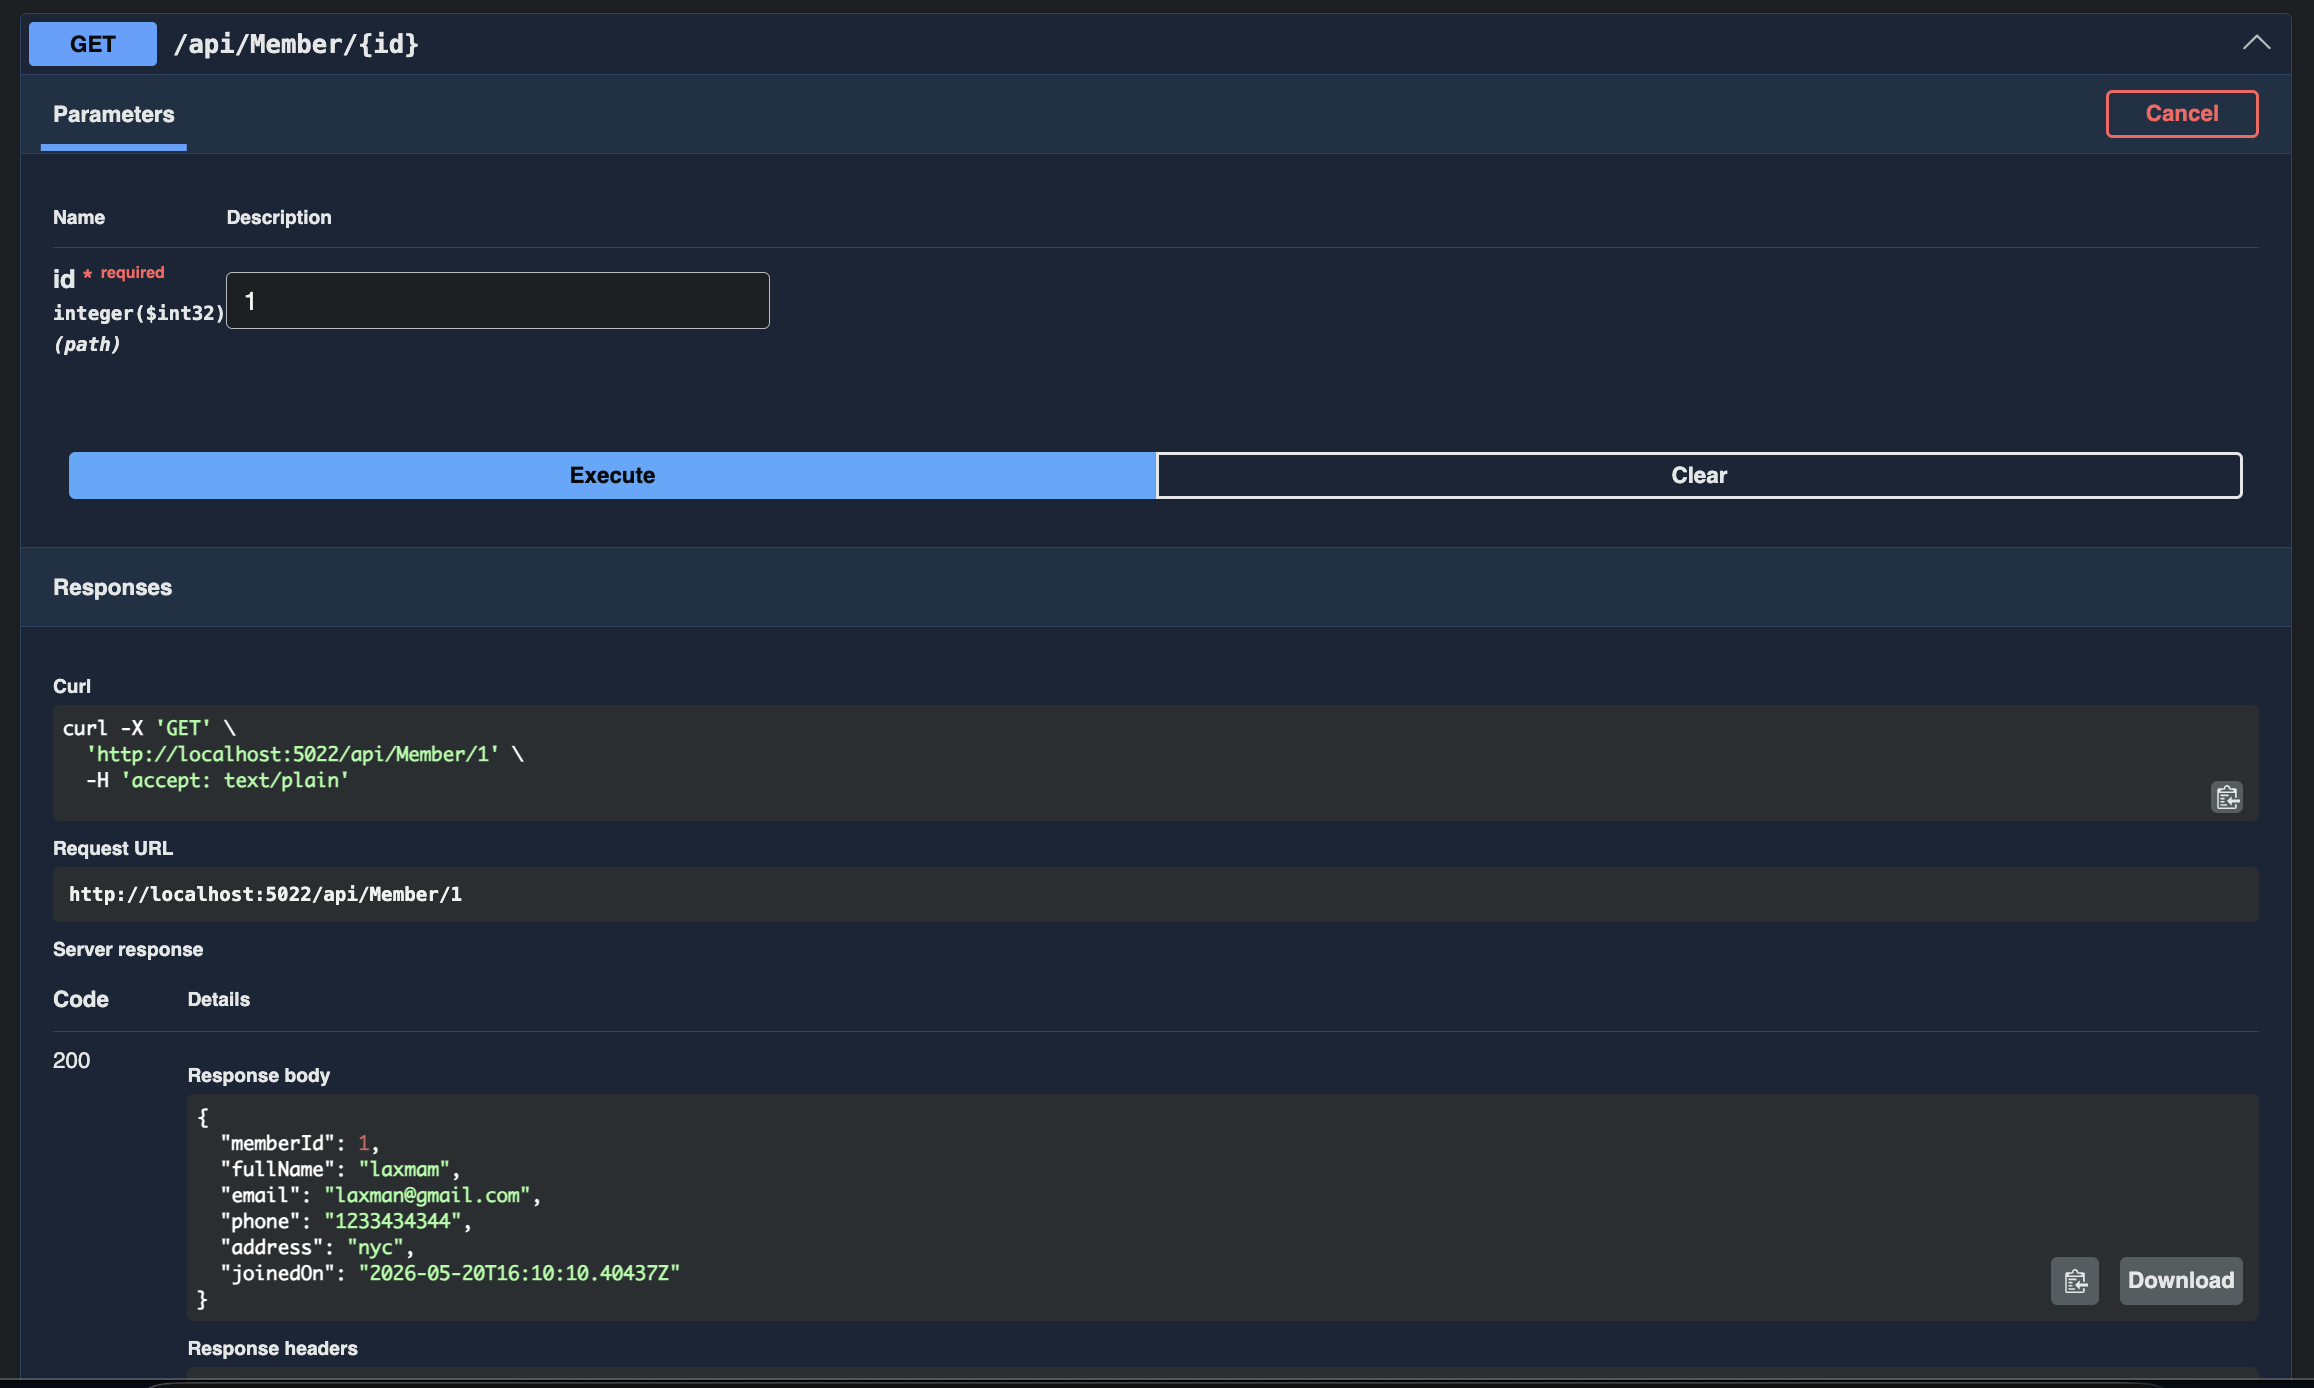 GET /api/Member/{id}
Parameters
Cancel
Name Description
id * required
integer($int32)
(path)
1
Execute
Clear
Responses
Curl
curl -X 'GET' \
  'http://localhost:5022/api/Member/1' \
  -H 'accept: text/plain'
Request URL
http://localhost:5022/api/Member/1
Server response
Code Details
200
Response body
{
  "memberId": 1,
  "fullName": "laxmam",
  "email": "laxman@gmail.com",
  "phone": "1233434344",
  "address": "nyc",
  "joinedOn": "2026-05-20T16:10:10.40437Z"
}
Download
Response headers